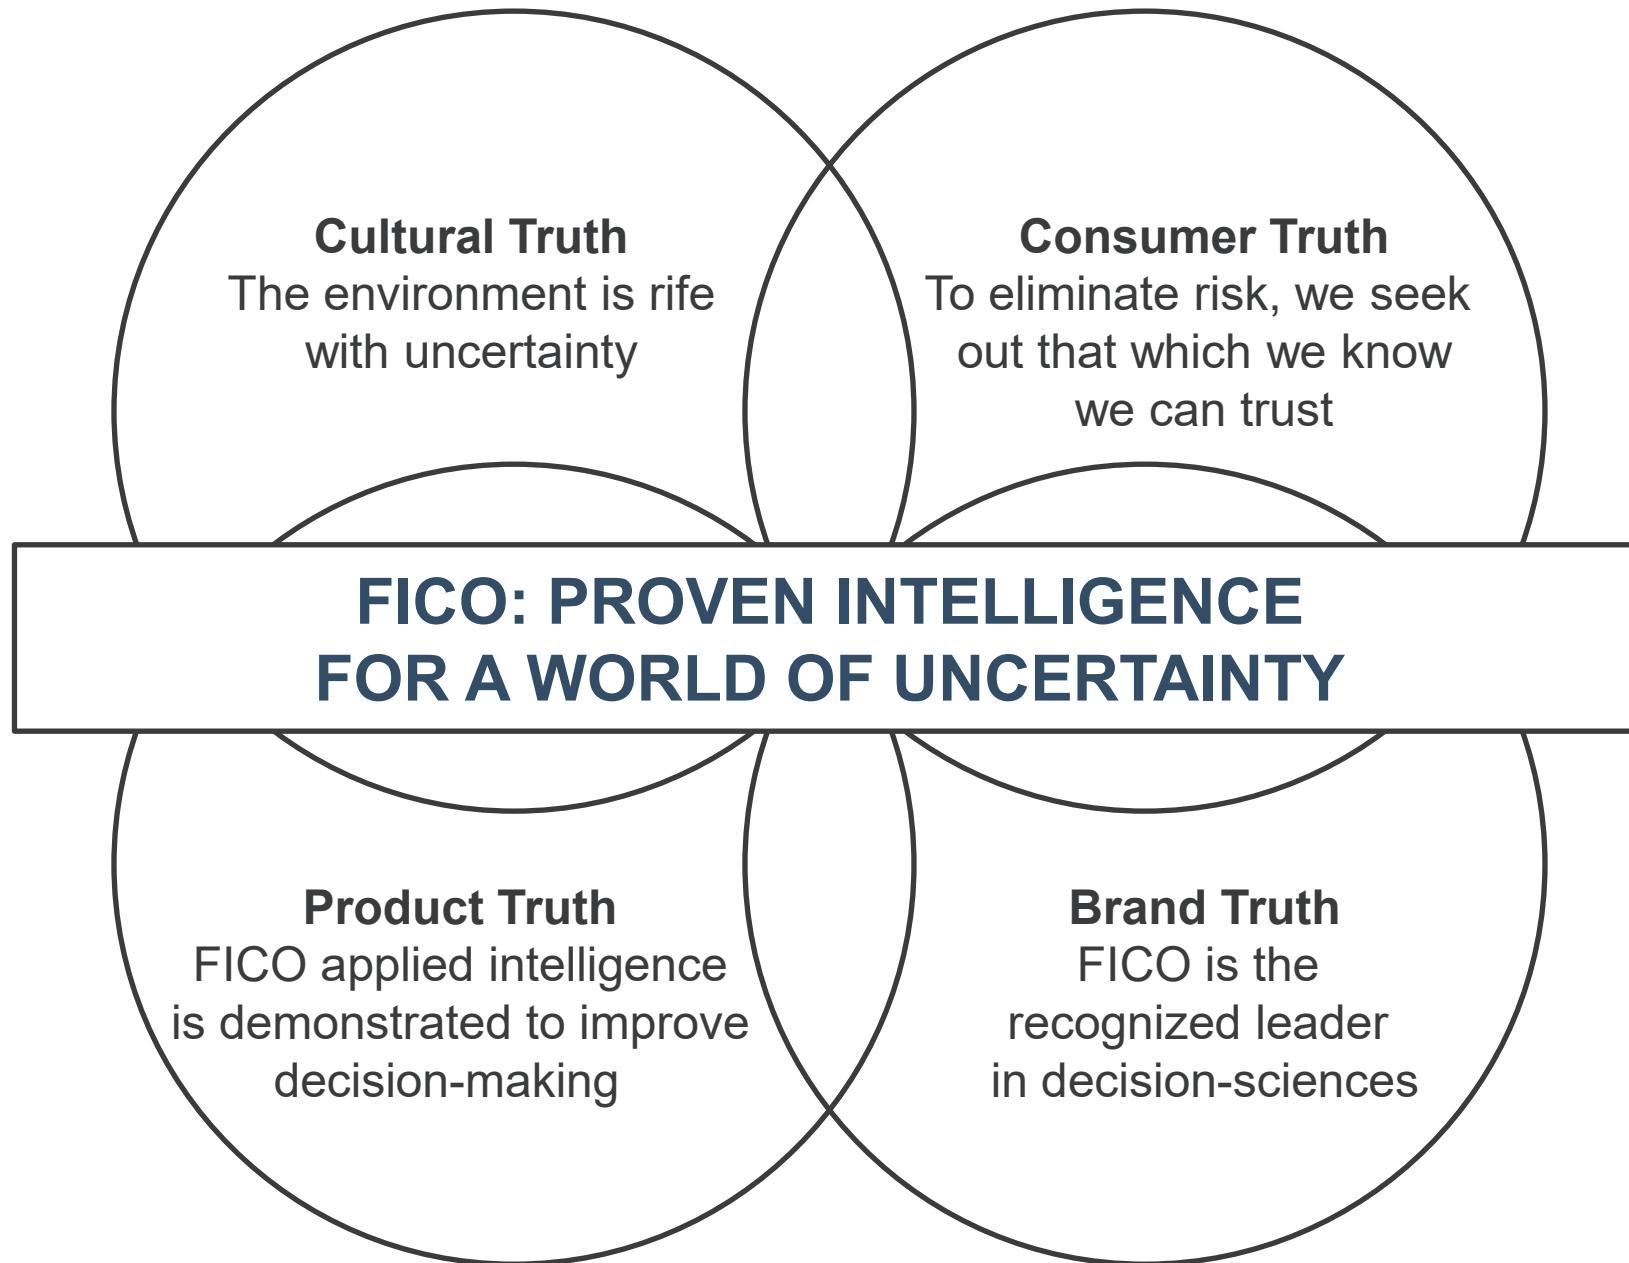 Cultural Truth
The environment is rife
with uncertainty
Consumer Truth
To eliminate risk, we seek
out that which we know
we can trust
FICO: PROVEN INTELLIGENCE
FOR A WORLD OF UNCERTAINTY
Product Truth
FICO applied intelligence
is demonstrated to improve
decision-making
Brand Truth
FICO is the
recognized leader
in decision-sciences